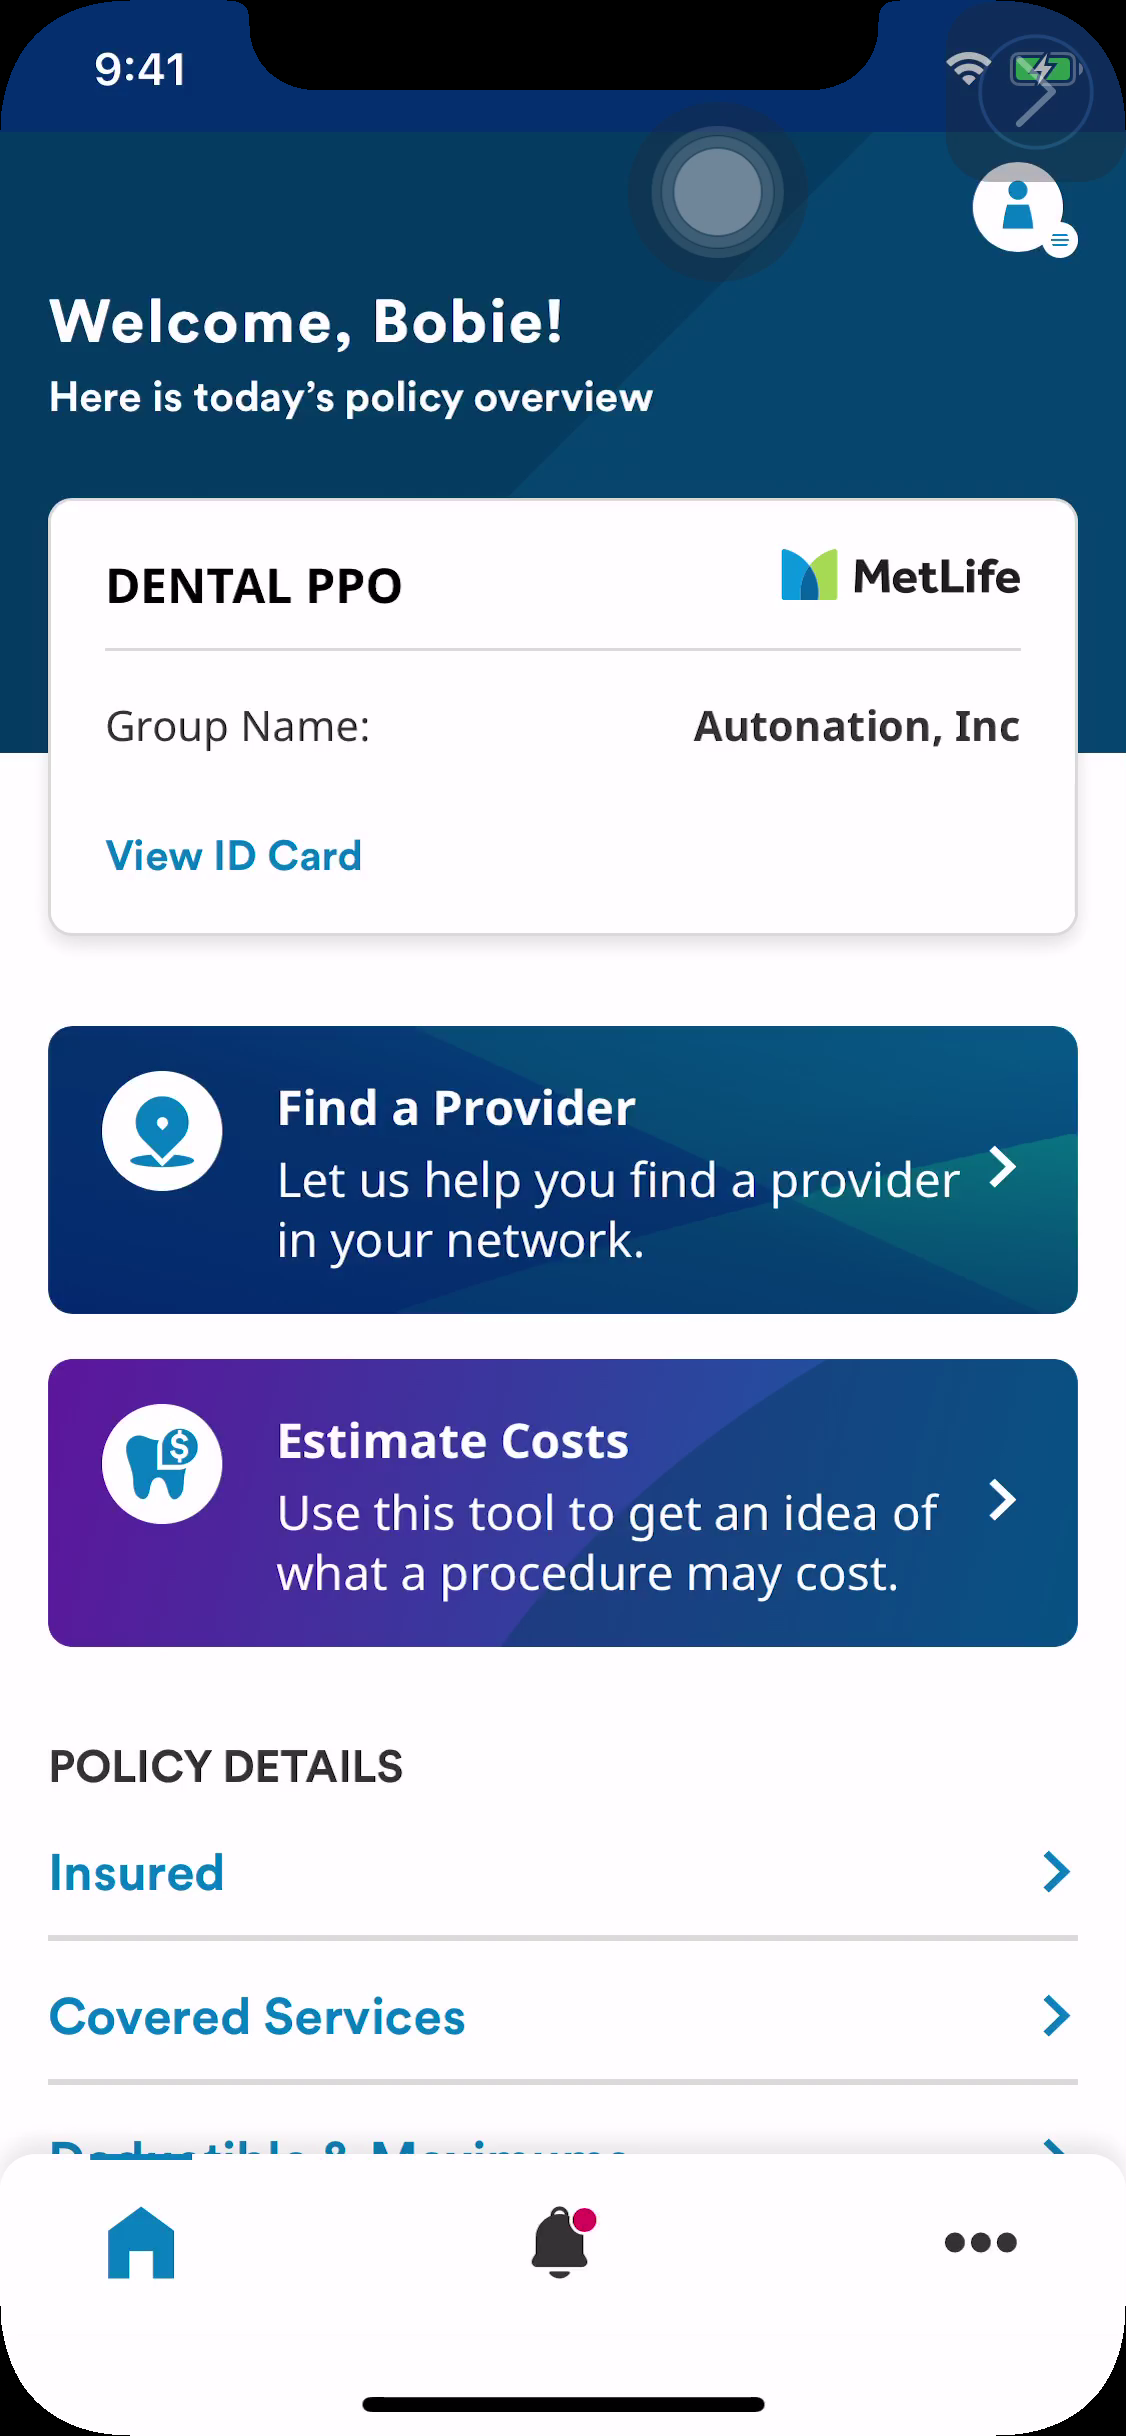 9:41
Welcome, Bobie!
Here is today’s policy overview
DENTAL PPO
MetLife
Group Name:
Autonation, Inc
View ID Card
Find a Provider
Let us help you find a provider
in your network.
Estimate Costs
Use this tool to get an idea of
what a procedure may cost.
POLICY DETAILS
Insured
Covered Services
Deductible & Maximums